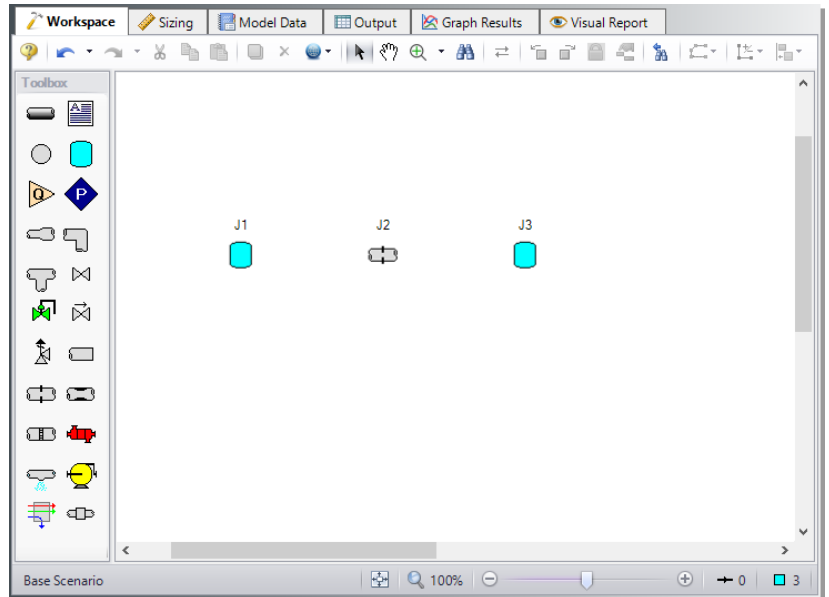 Workspace Sizing Model Data Output Graph Results Visual Report
Toolbox
A
Q P
J1 J2 J3
Base Scenario 100% 0 3